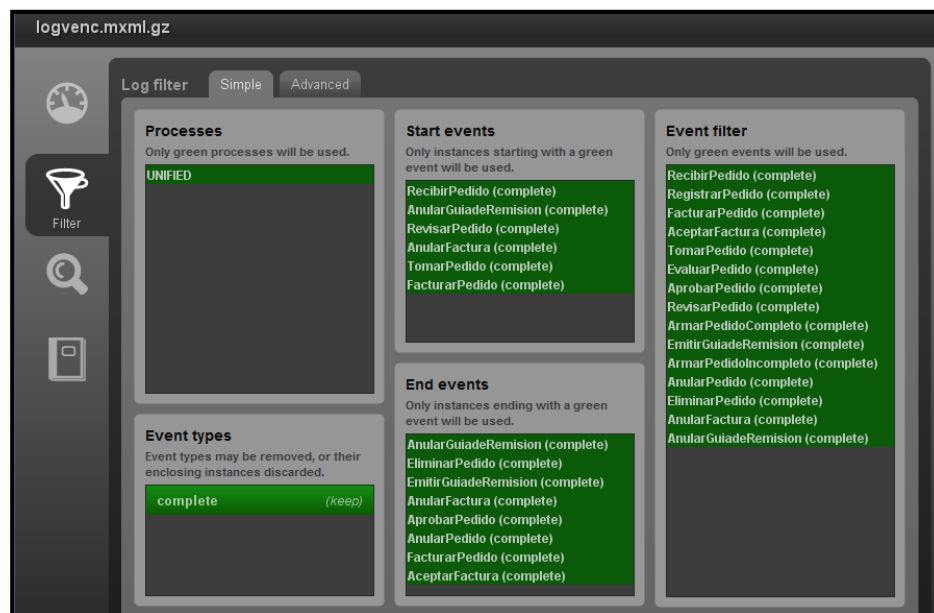 logvenc.mxml.gz
Log filter
Simple
Advanced
Filter
Processes
Only green processes will be used.
UNIFIED
Event types
Event types may be removed, or their
enclosing instances discarded.
complete (keep)
Start events
Only instances starting with a green
event will be used.
RecibirPedido (complete)
AnularGuiadeRemision (complete)
RevisarPedido (complete)
AnularFactura (complete)
TomarPedido (complete)
FacturarPedido (complete)
End events
Only instances ending with a green
event will be used.
AnularGuiadeRemision (complete)
EliminarPedido (complete)
EmitirGuiadeRemision (complete)
AnularFactura (complete)
AprobarPedido (complete)
AnularPedido (complete)
FacturarPedido (complete)
AceptarFactura (complete)
Event filter
Only green events will be used.
RecibirPedido (complete)
RegistrarPedido (complete)
FacturarPedido (complete)
AceptarFactura (complete)
TomarPedido (complete)
EvaluarPedido (complete)
AprobarPedido (complete)
RevisarPedido (complete)
ArmarPedidoCompleto (complete)
EmitirGuiadeRemision (complete)
ArmarPedidoIncompleto (complete)
AnularPedido (complete)
EliminarPedido (complete)
AnularFactura (complete)
AnularGuiadeRemision (complete)